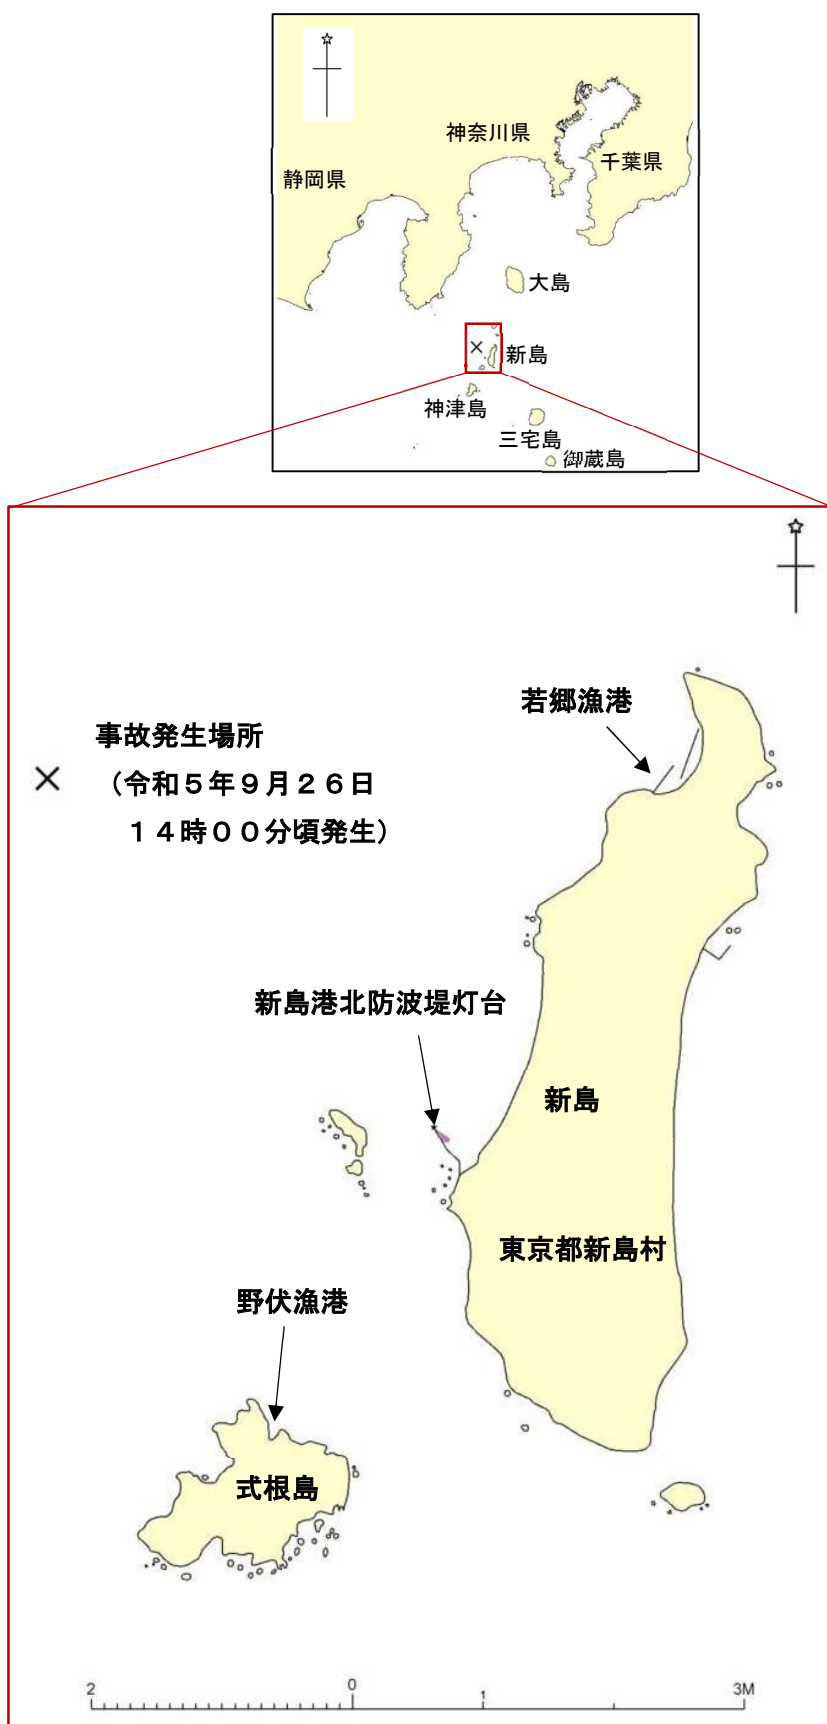 神奈川県
千葉県
静岡県
大島
新島
神津島
三宅島
御蔵島
若郷漁港
事故発生場所
（令和５年９月２６日
１４時００分頃発生）
新島港北防波堤灯台
新島
東京都新島村
野伏漁港
式根島
2 0 1 3M